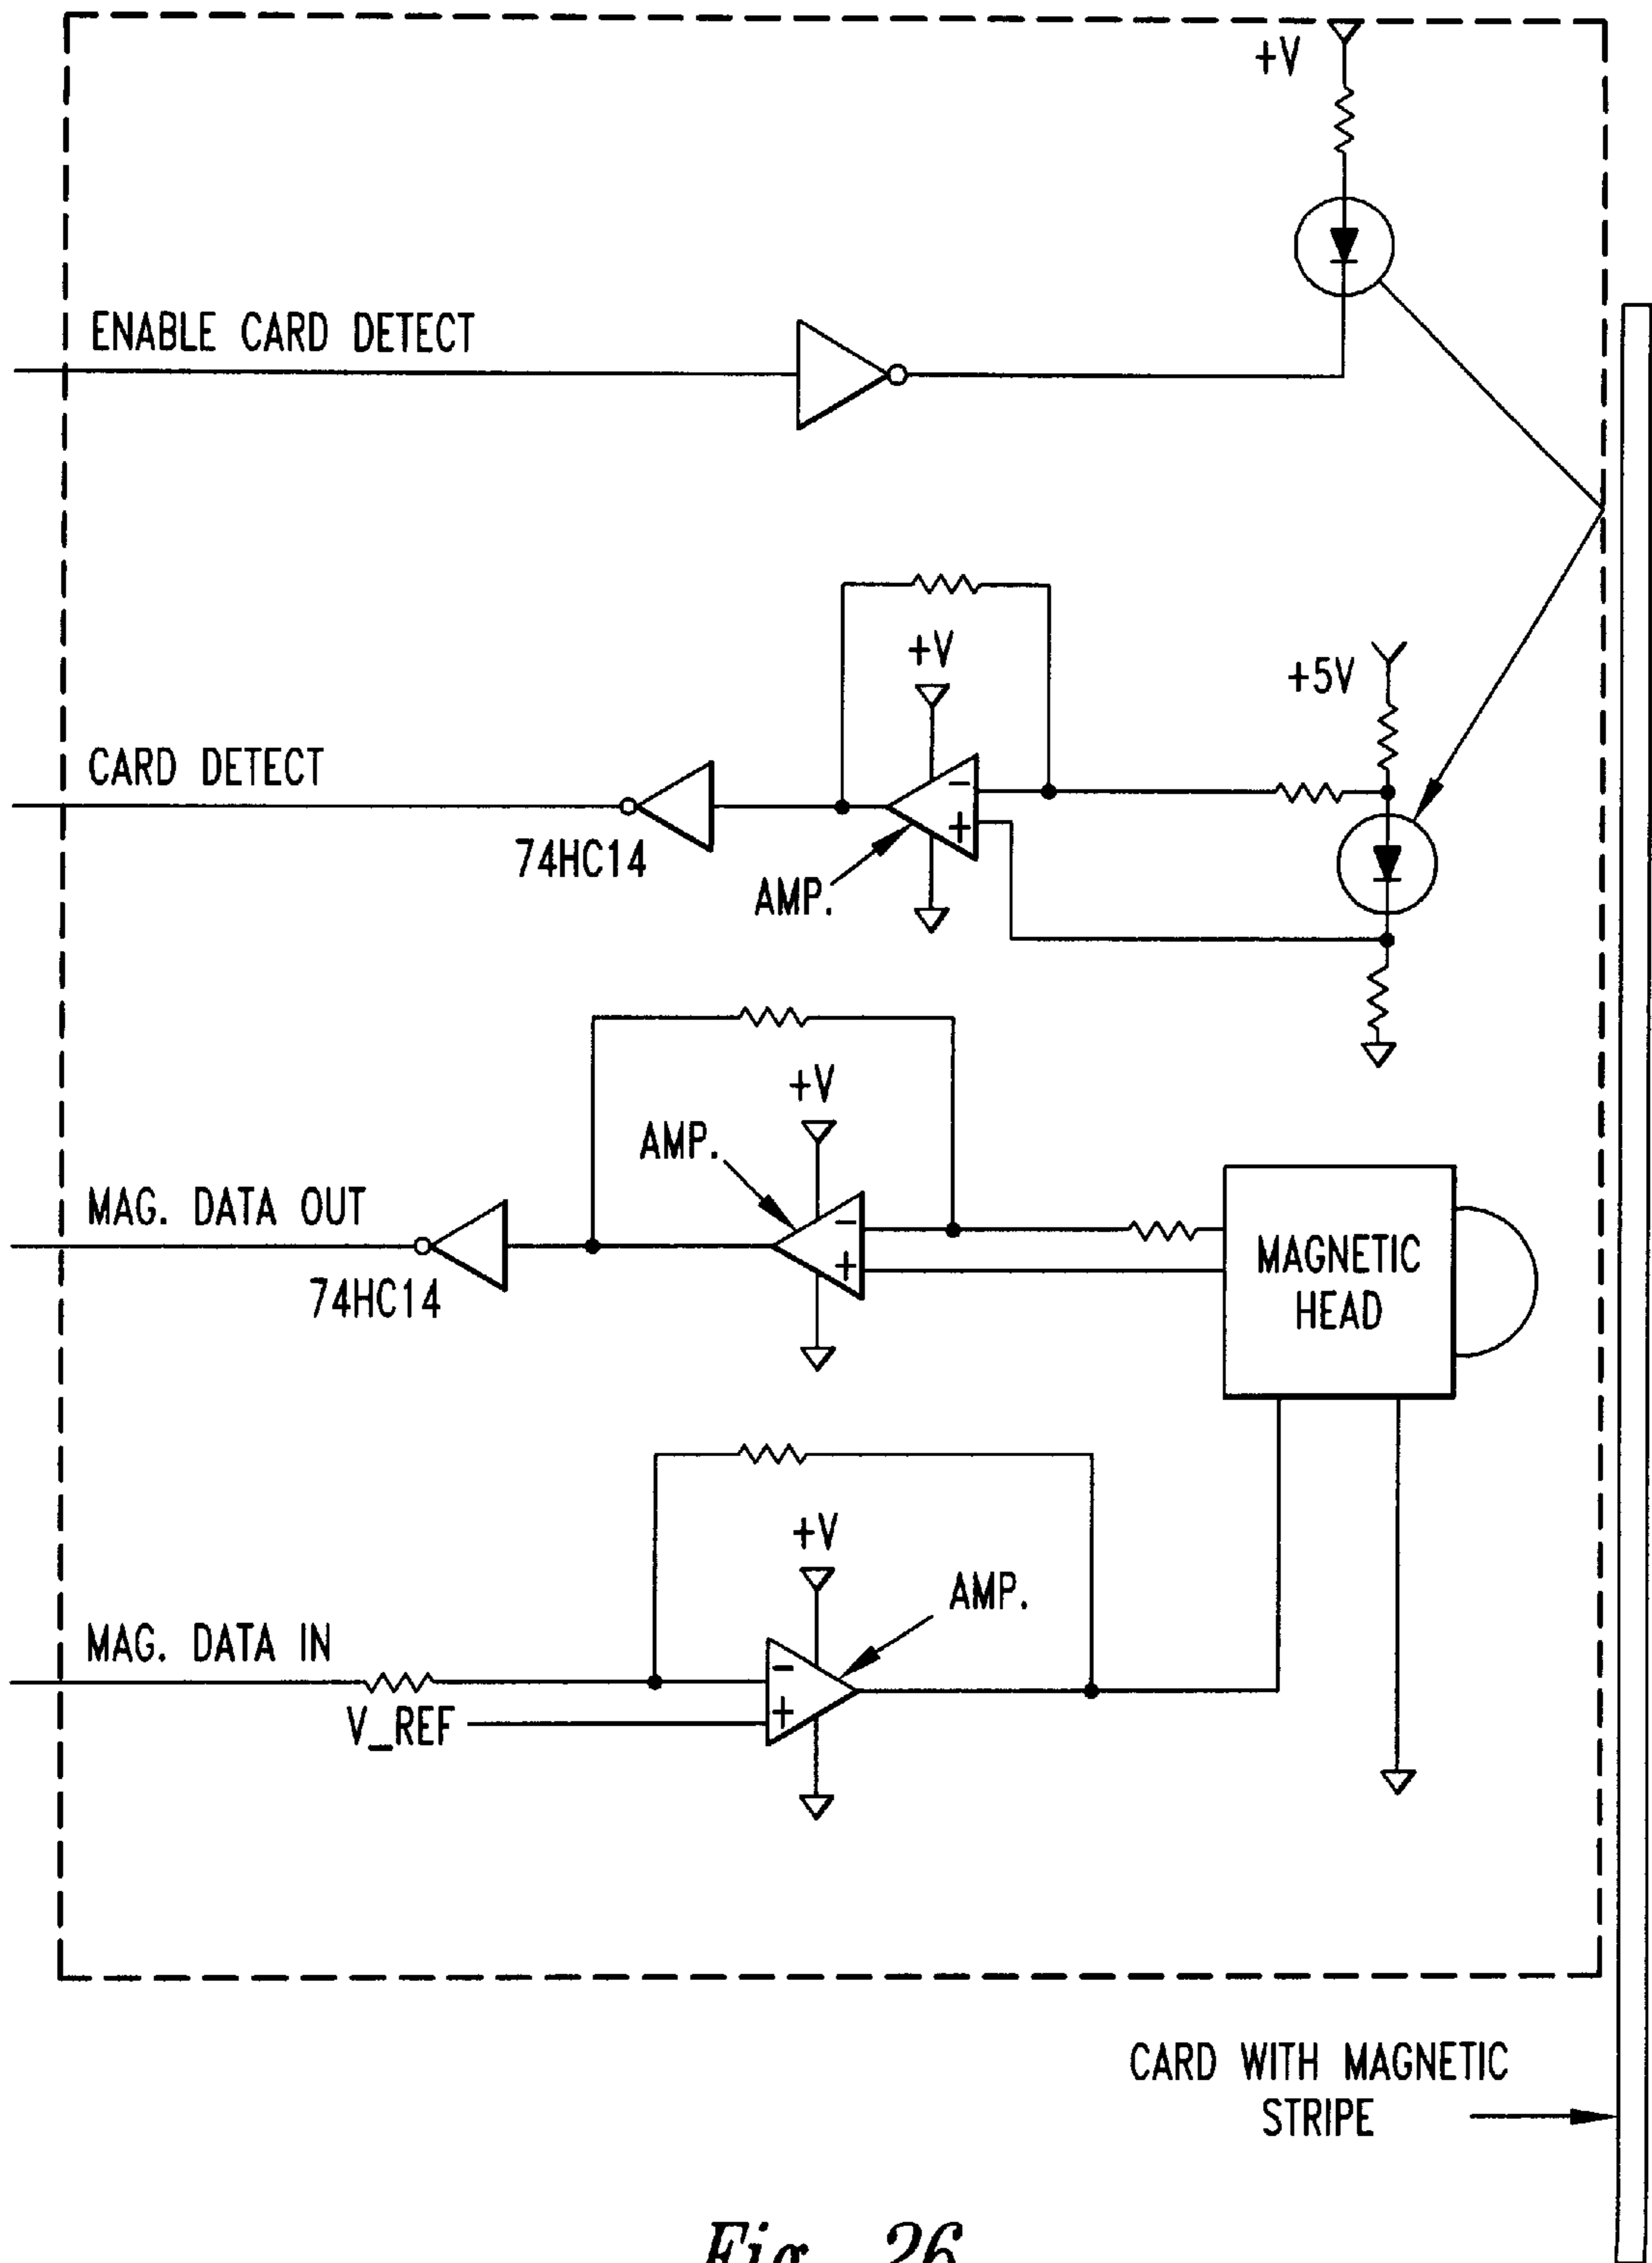 +V
ENABLE CARD DETECT
+V
+5V
CARD DETECT
-
+
74HC14
AMP.
+V
AMP.
MAG. DATA OUT
-
+
74HC14
MAGNETIC
HEAD
+V
AMP.
MAG. DATA IN
-
+
V_REF
CARD WITH MAGNETIC
STRIPE
Fig. 26